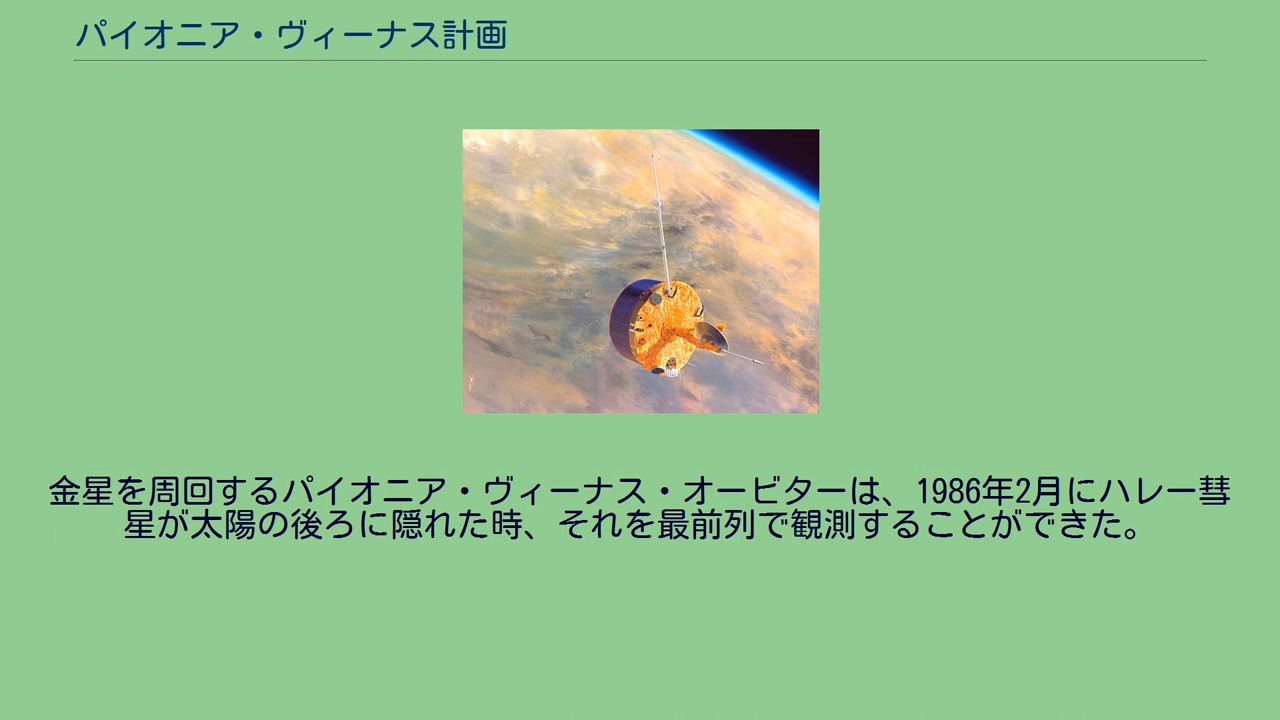 パイオニア・ヴィーナス計画
金星を周回するパイオニア・ヴィーナス・オービターは、1986年2月にハレー彗
星が太陽の後ろに隠れた時、それを最前列で観測することができた。